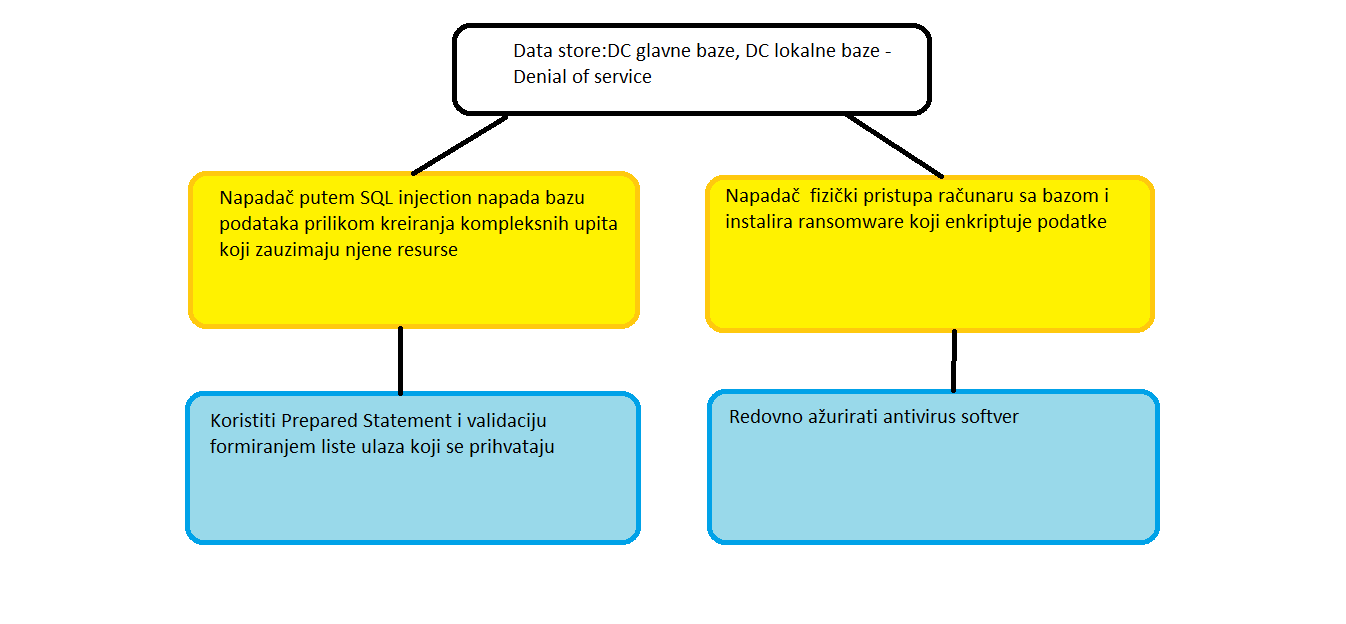 Data store:DC glavne baze, DC lokalne baze -
Denial of service
Napadač putem SQL injection napada bazu
podataka prilikom kreiranja kompleksnih upita
koji zauzimaju njene resurse
Napadač  fizički pristupa računaru sa bazom i
instalira ransomware koji enkriptuje podatke
Koristiti Prepared Statement i validaciju
formiranjem liste ulaza koji se prihvataju
Redovno ažurirati antivirus softver